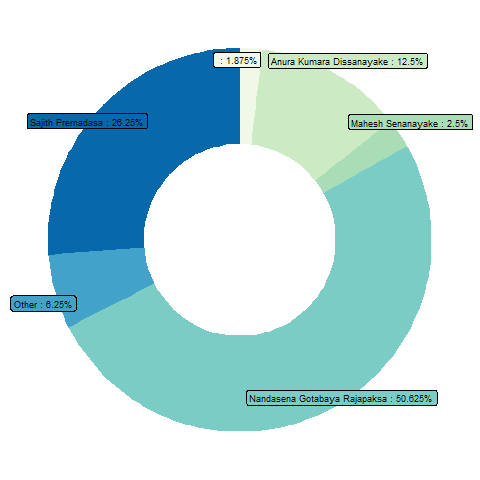 : 1.875%
Anura Kumara Dissanayake : 12.5%
Sajith Premadasa : 26.25%
Mahesh Senanayake : 2.5%
Other : 6.25%
Nandasena Gotabaya Rajapaksa : 50.625%